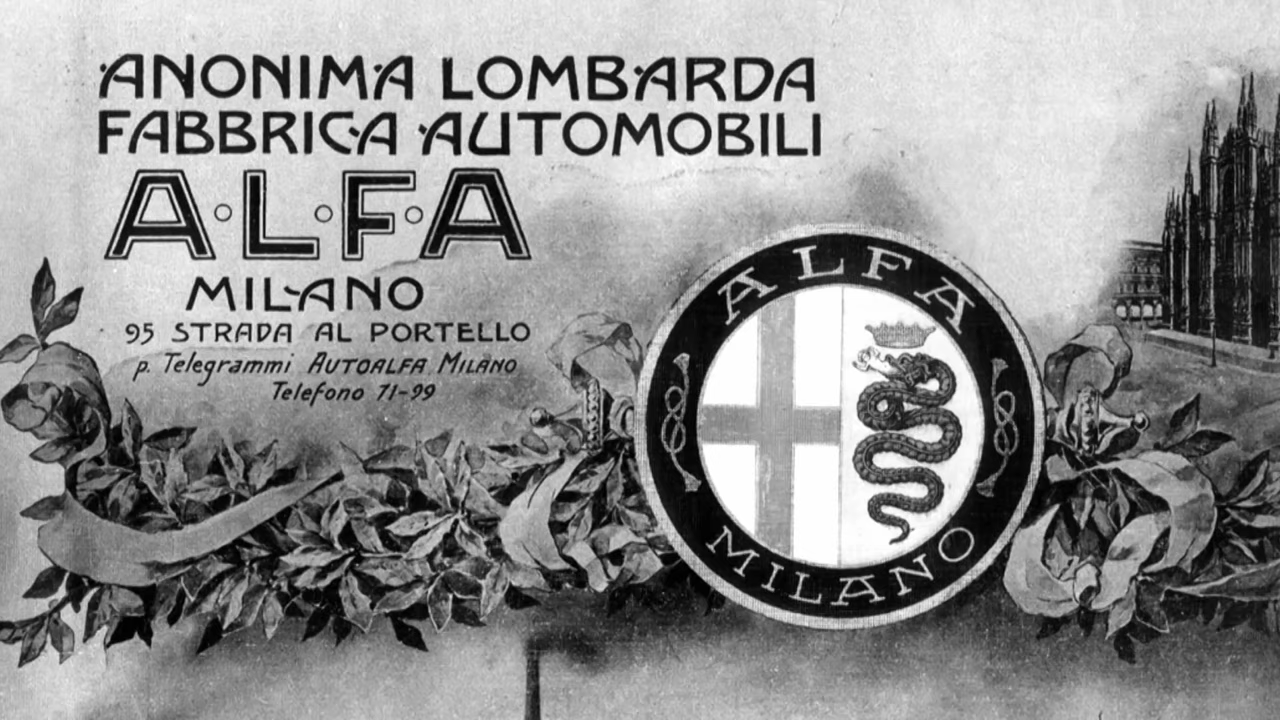 ANONIMA LOMBARDA
FABBRICA AUTOMOBILI
A·L·F·A
MILANO
95 STRADA AL PORTELLO
p. Telegrammi AUTOALFA MILANO
Telefono 71-99
ALFA
MILANO